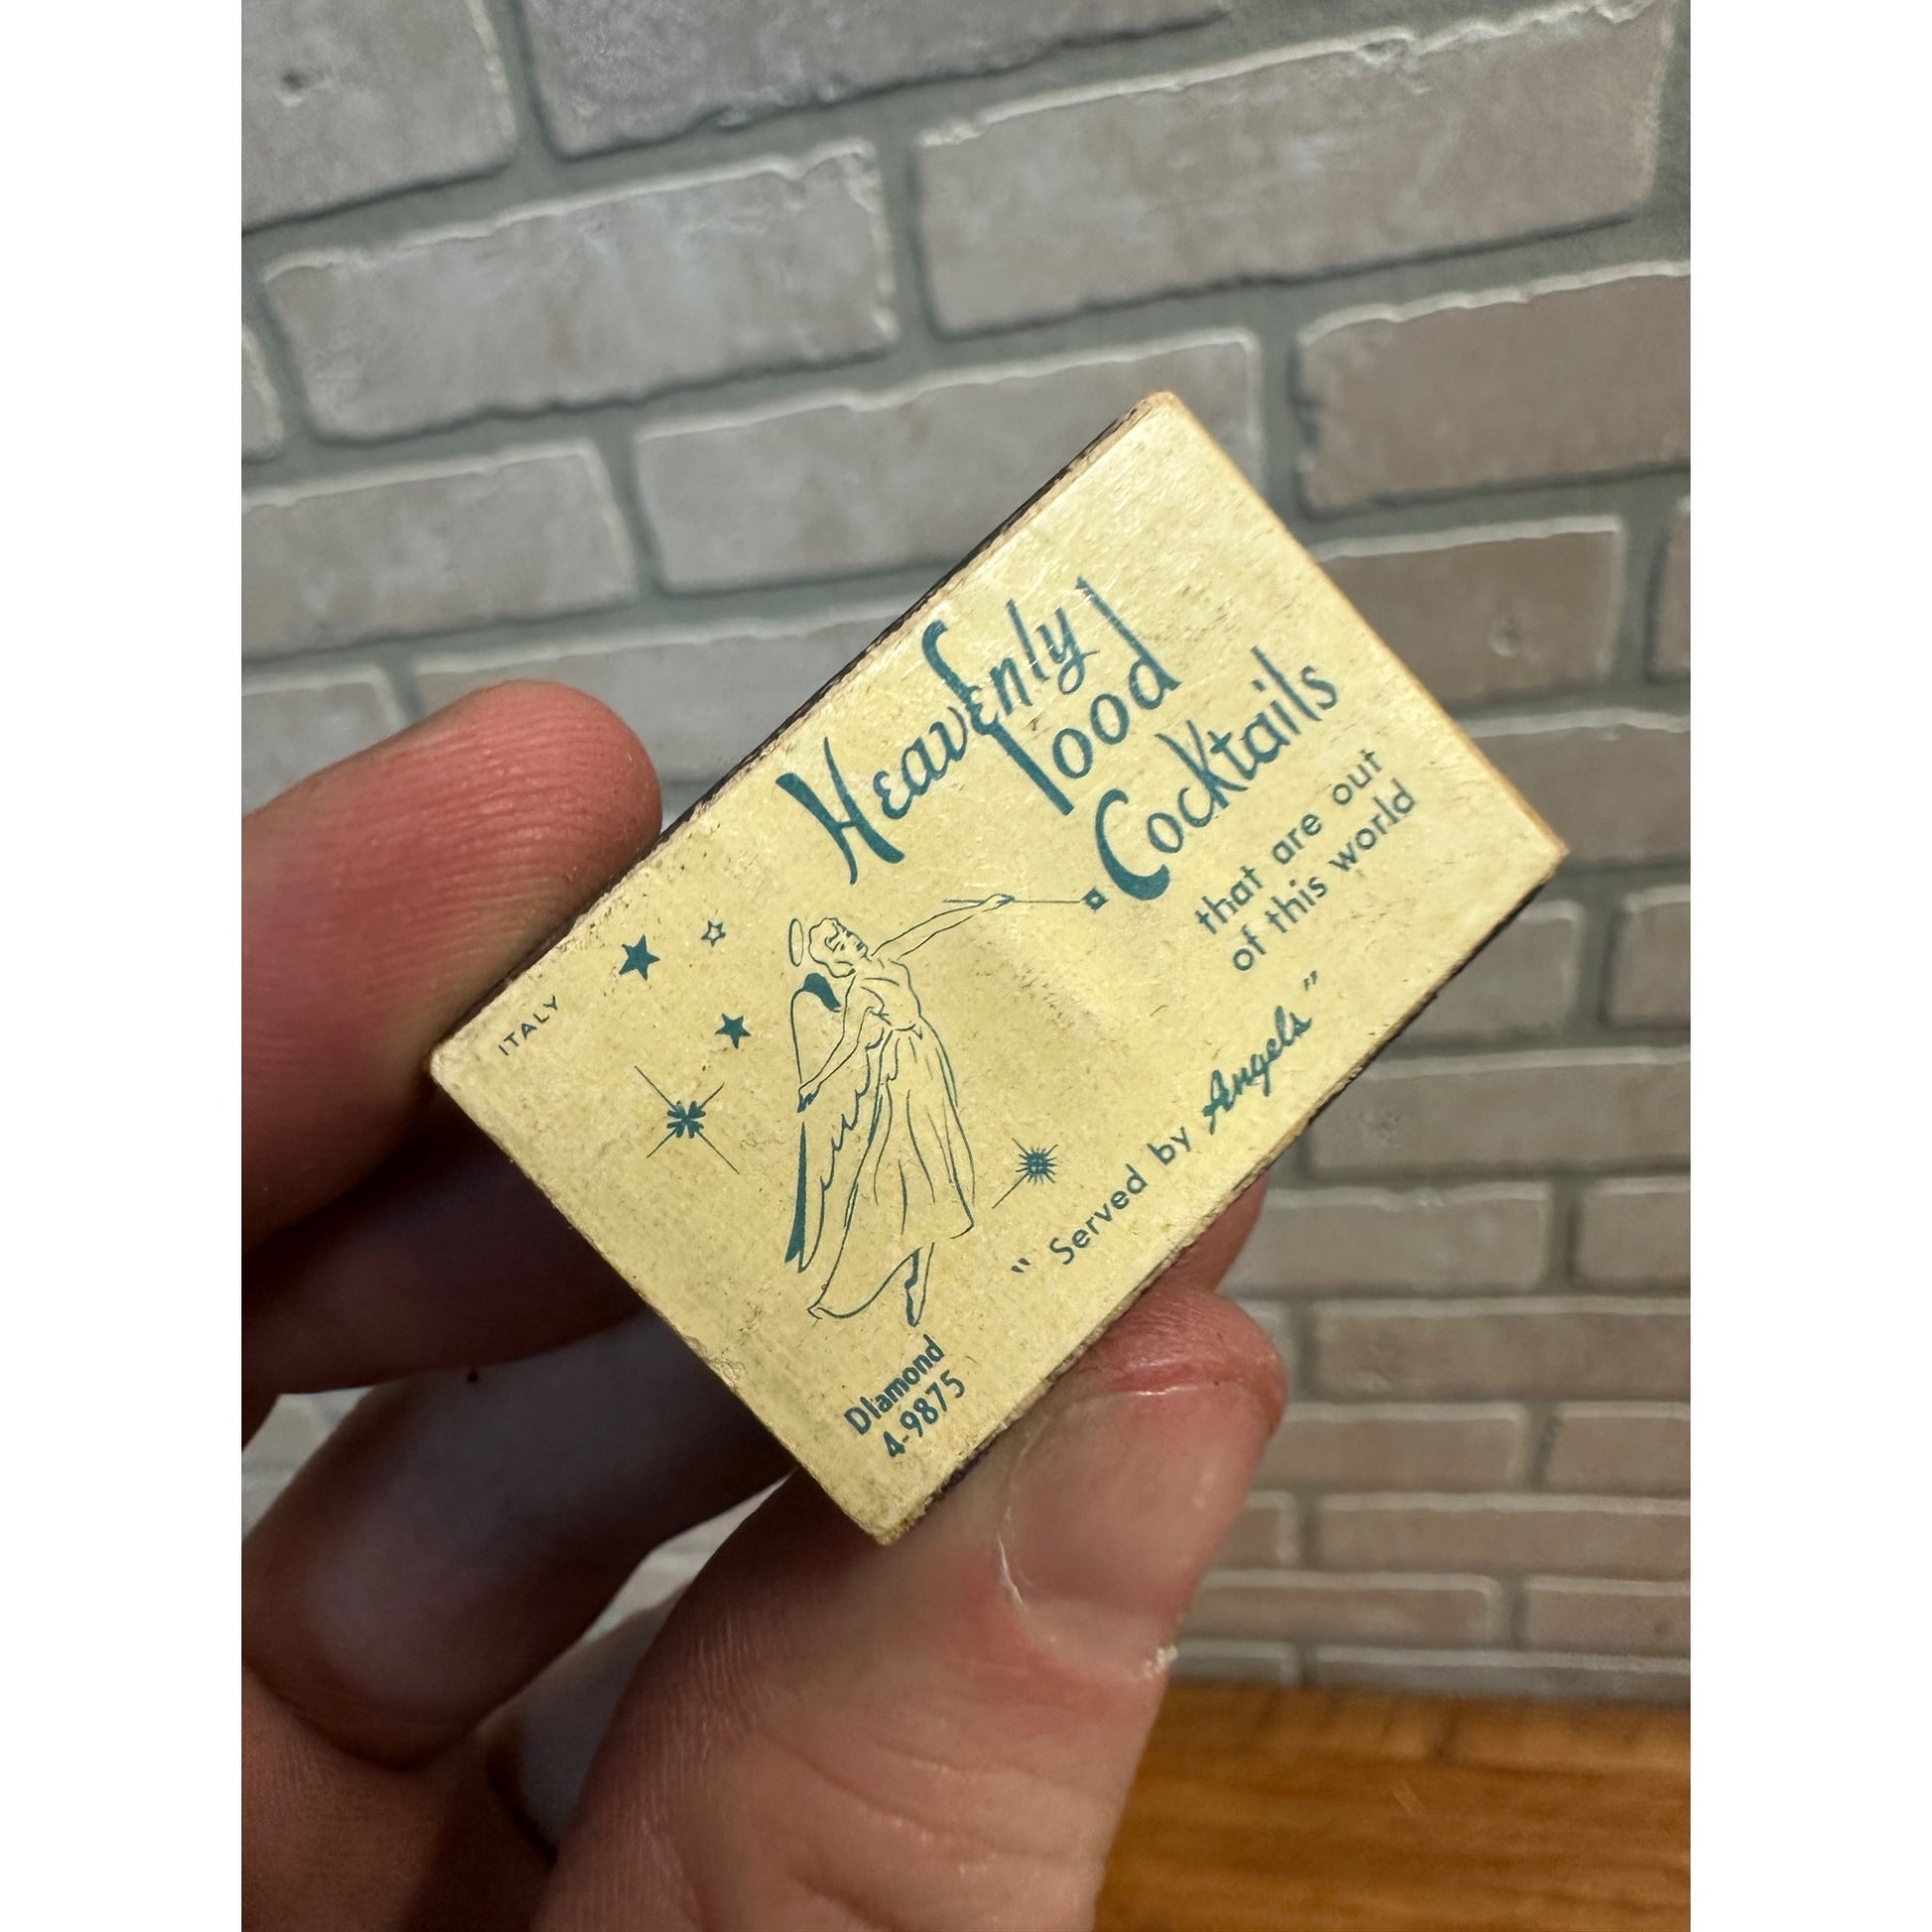 Heavenly
food
Cocktails
that are out
of this world
"Served by Angels"
ITALY
DIamond
4-9875